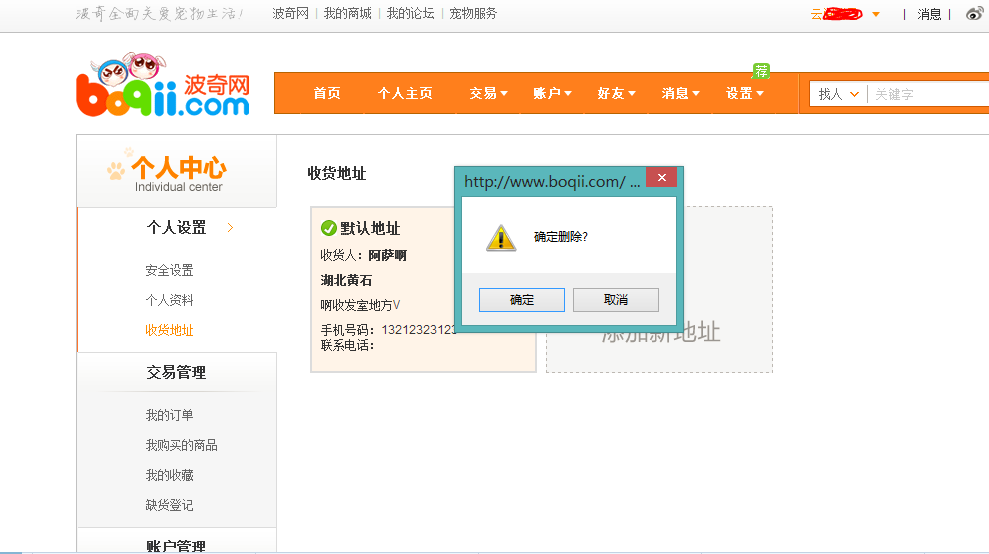 波奇全面关爱宠物生活!
波奇网 | 我的商城 | 我的论坛 | 宠物服务
消息
boqii.com 波奇网
荐
首页 个人主页 交易 账户 好友 消息 设置 找人 关键字
个人中心
Individual center
个人设置
安全设置
个人资料
收货地址
交易管理
我的订单
我购买的商品
我的收藏
缺货登记
账户管理
收货地址
默认地址
收货人：阿萨啊
湖北黄石
啊收发室地方V
手机号码：13212323123
联系电话：
http://www.boqii.com/ ...
确定删除?
确定 取消
添加新地址